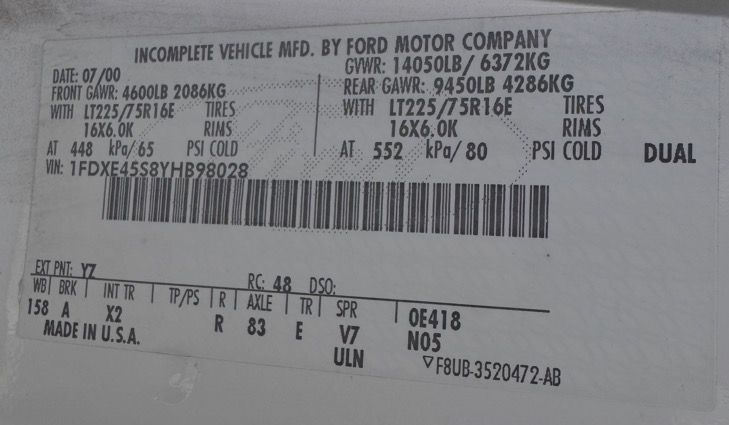 INCOMPLETE VEHICLE MFD. BY FORD MOTOR COMPANY
DATE: 07/00 GVWR: 14050LB/ 6372KG
FRONT GAWR: 4600LB 2086KG REAR GAWR: 9450LB 4286KG
WITH LT225/75R16E TIRES WITH LT225/75R16E TIRES
16X6.0K RIMS 16X6.0K RIMS
AT 448 kPa/65 PSI COLD AT 552 kPa/80 PSI COLD DUAL
VIN: 1FDXE45S8YHB98028
EXT PNT: YZ RC: 48 DSO:
WB BRK INT TR TP/PS R AXLE TR SPR
158 A X2 R 83 E V7 0E418
MADE IN U.S.A. ULN N05
▽F8UB-3520472-AB